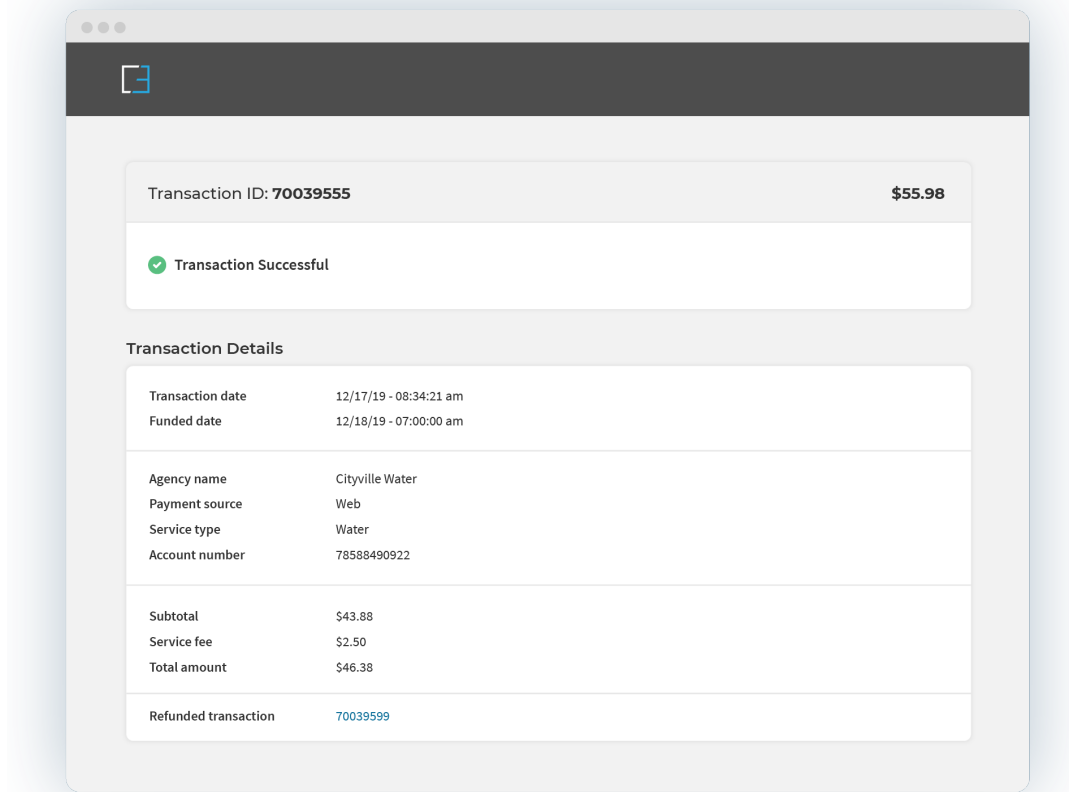 Transaction ID: 70039555 $55.98
Transaction Successful
Transaction Details
Transaction date 12/17/19 - 08:34:21 am
Funded date 12/18/19 - 07:00:00 am
Agency name Cityville Water
Payment source Web
Service type Water
Account number 78588490922
Subtotal $43.88
Service fee $2.50
Total amount $46.38
Refunded transaction 70039599